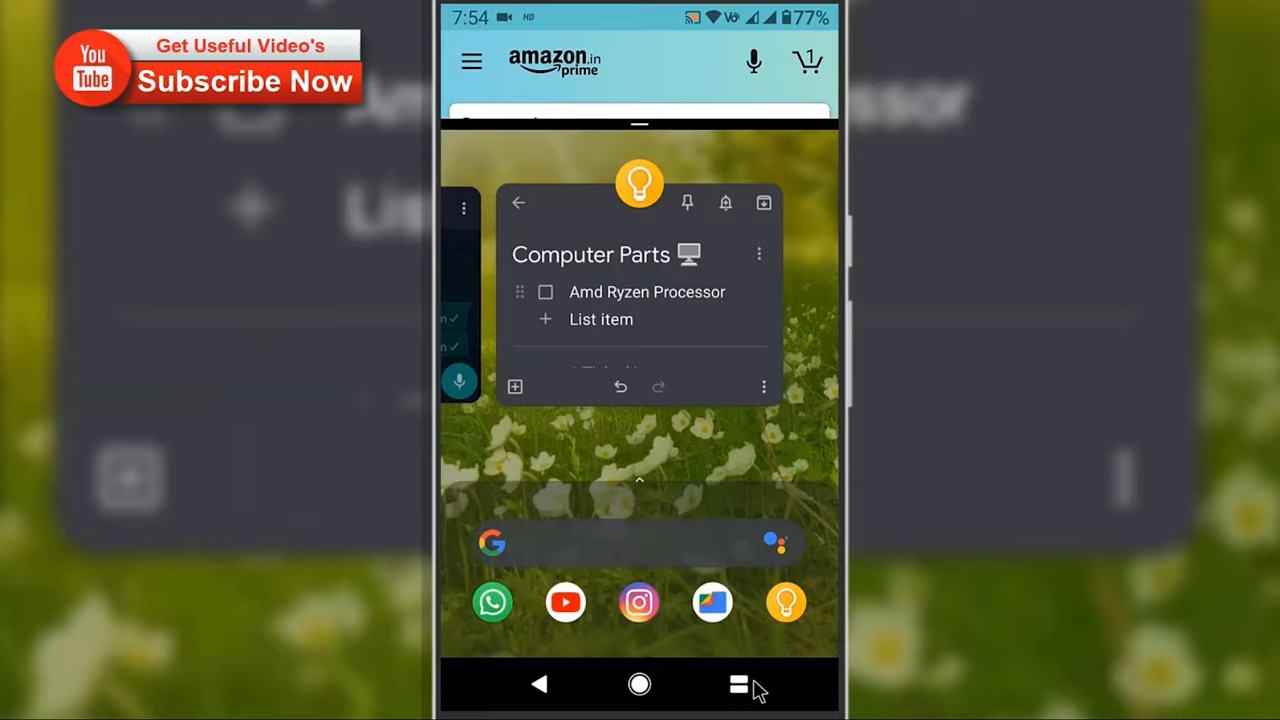 You
Tube
Get Useful Video's
Subscribe Now
7:54 HD 77%
amazon.in
prime
1
Computer Parts
Amd Ryzen Processor
+ List item